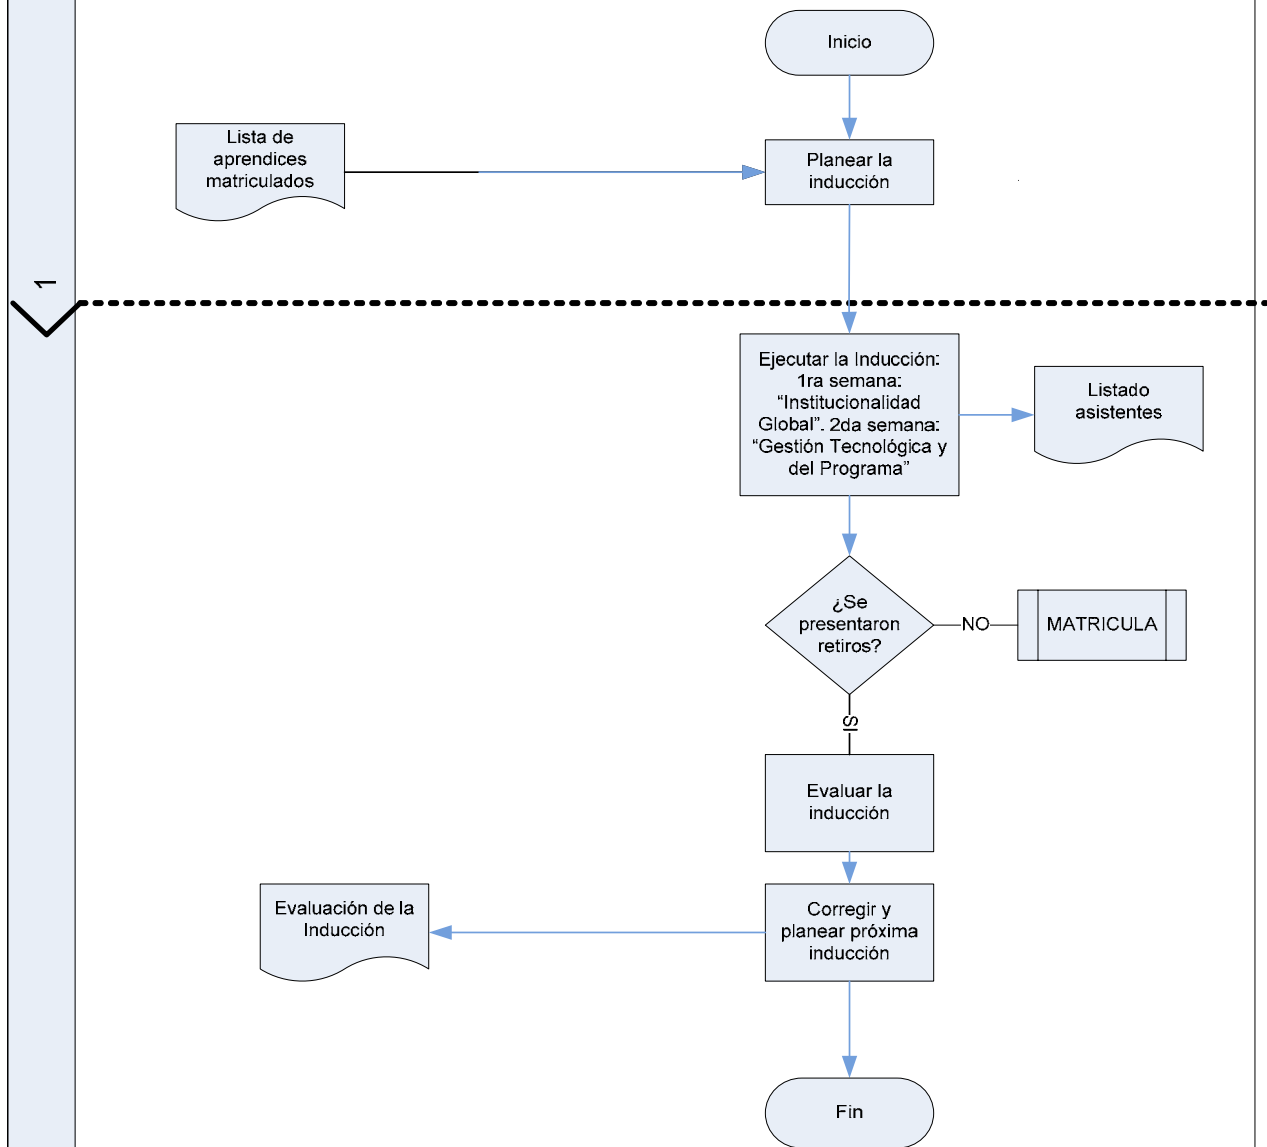 Inicio
Lista de
aprendices
matriculados
Planear la
inducción
1
Ejecutar la Inducción:
1ra semana:
“Institucionalidad
Global”. 2da semana:
“Gestión Tecnológica y
del Programa”
Listado
asistentes
¿Se
presentaron
retiros?
NO
MATRICULA
SI
Evaluar la
inducción
Evaluación de la
Inducción
Corregir y
planear próxima
inducción
Fin